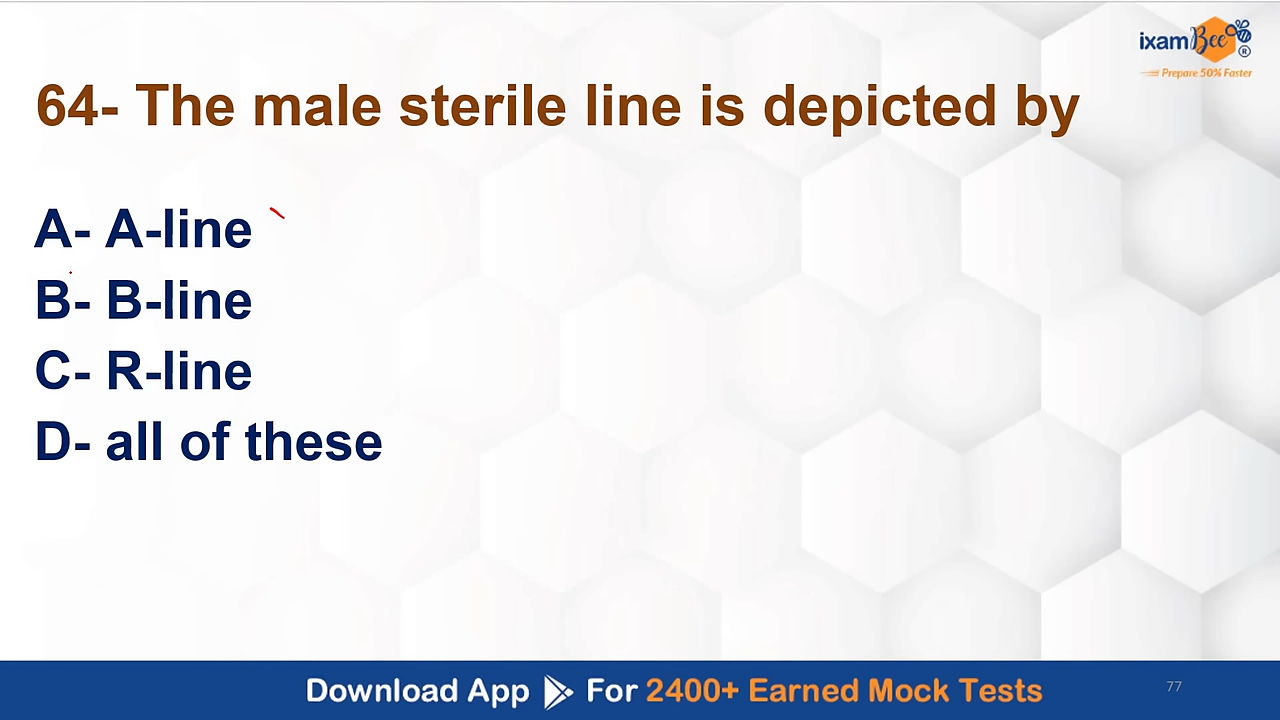 ixamBee®
Prepare 50% Faster
64- The male sterile line is depicted by
A- A-line
B- B-line
C- R-line
D- all of these
Download App For 2400+ Earned Mock Tests
77